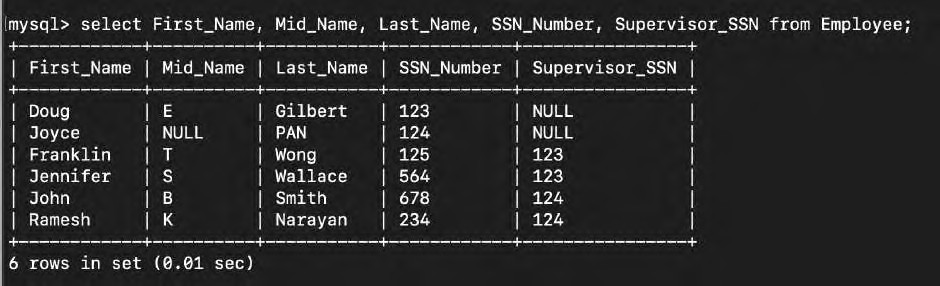 mysql> select First_Name, Mid_Name, Last_Name, SSN_Number, Supervisor_SSN from Employee;
+------------+----------+-----------+------------+----------------+
| First_Name | Mid_Name | Last_Name | SSN_Number | Supervisor_SSN |
+------------+----------+-----------+------------+----------------+
| Doug | E | Gilbert | 123 | NULL |
| Joyce | NULL | PAN | 124 | NULL |
| Franklin | T | Wong | 125 | 123 |
| Jennifer | S | Wallace | 564 | 123 |
| John | B | Smith | 678 | 124 |
| Ramesh | K | Narayan | 234 | 124 |
+------------+----------+-----------+------------+----------------+
6 rows in set (0.01 sec)